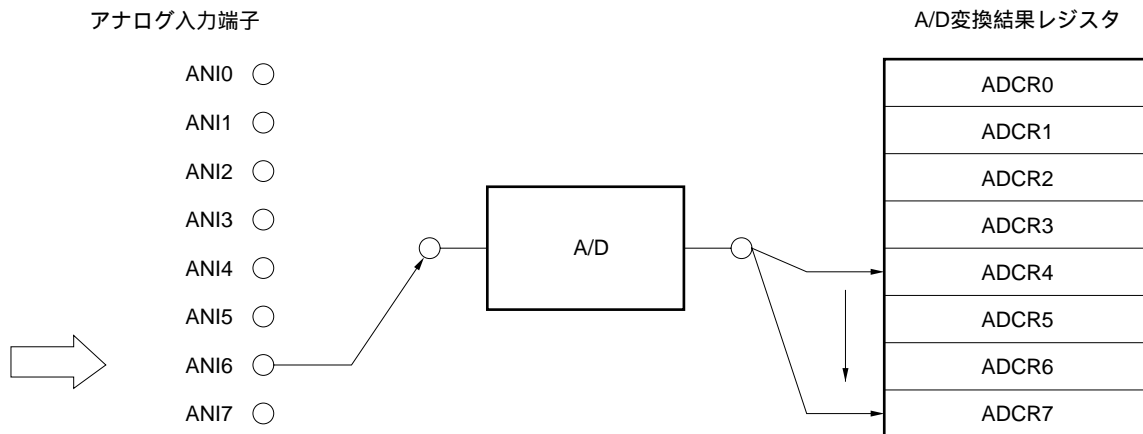 アナログ入力端子
A/D変換結果レジスタ
ANI0
ANI1
ANI2
ANI3
ANI4
ANI5
ANI6
ANI7
A/D
ADCR0
ADCR1
ADCR2
ADCR3
ADCR4
ADCR5
ADCR6
ADCR7